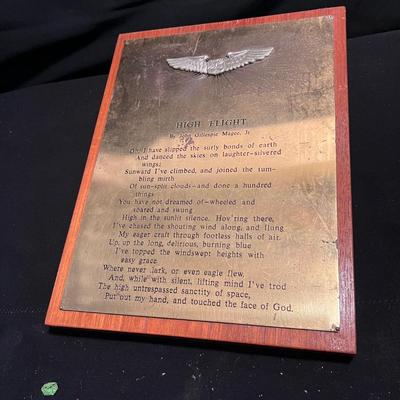 HIGH FLIGHT
By John Gillespie Magee, Jr
Oh, I have slipped the surly bonds of earth
And danced the skies on laughter-silvered
wings;
Sunward I've climbed, and joined the tum-
bling mirth
Of sun-split clouds—and done a hundred
things
You have not dreamed of—wheeled and
soared and swung
High in the sunlit silence. Hov'ring there,
I've chased the shouting wind along, and flung
My eager craft through footless halls of air.
Up, up the long, delirious, burning blue
I've topped the windswept heights with
easy grace
Where never lark, or even eagle flew,
And, while with silent, lifting mind I've trod
The high untrespassed sanctity of space,
Put out my hand, and touched the face of God.